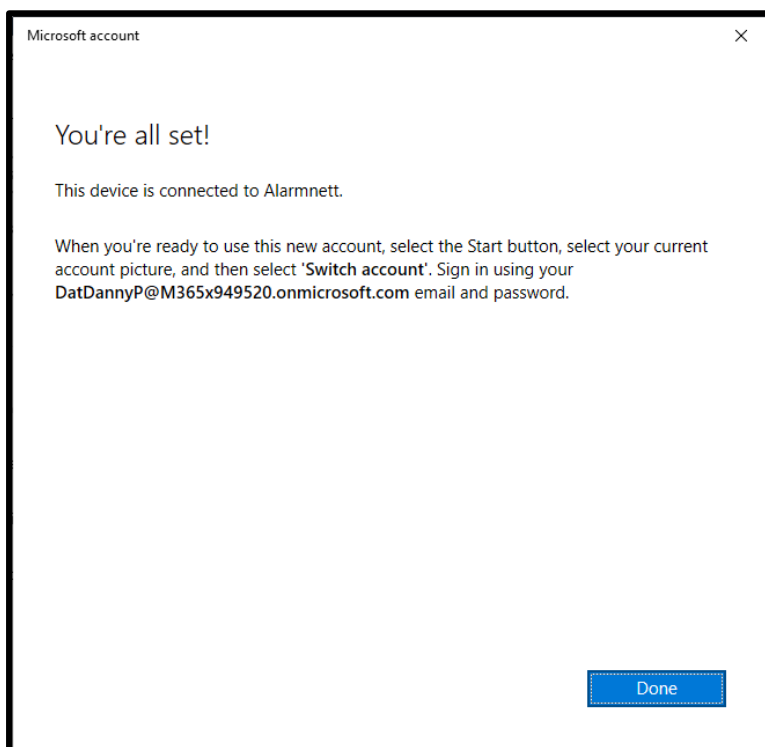 Microsoft account
You're all set!
This device is connected to Alarmnett.
When you're ready to use this new account, select the Start button, select your current
account picture, and then select 'Switch account'. Sign in using your
DatDannyP@M365x949520.onmicrosoft.com email and password.
Done